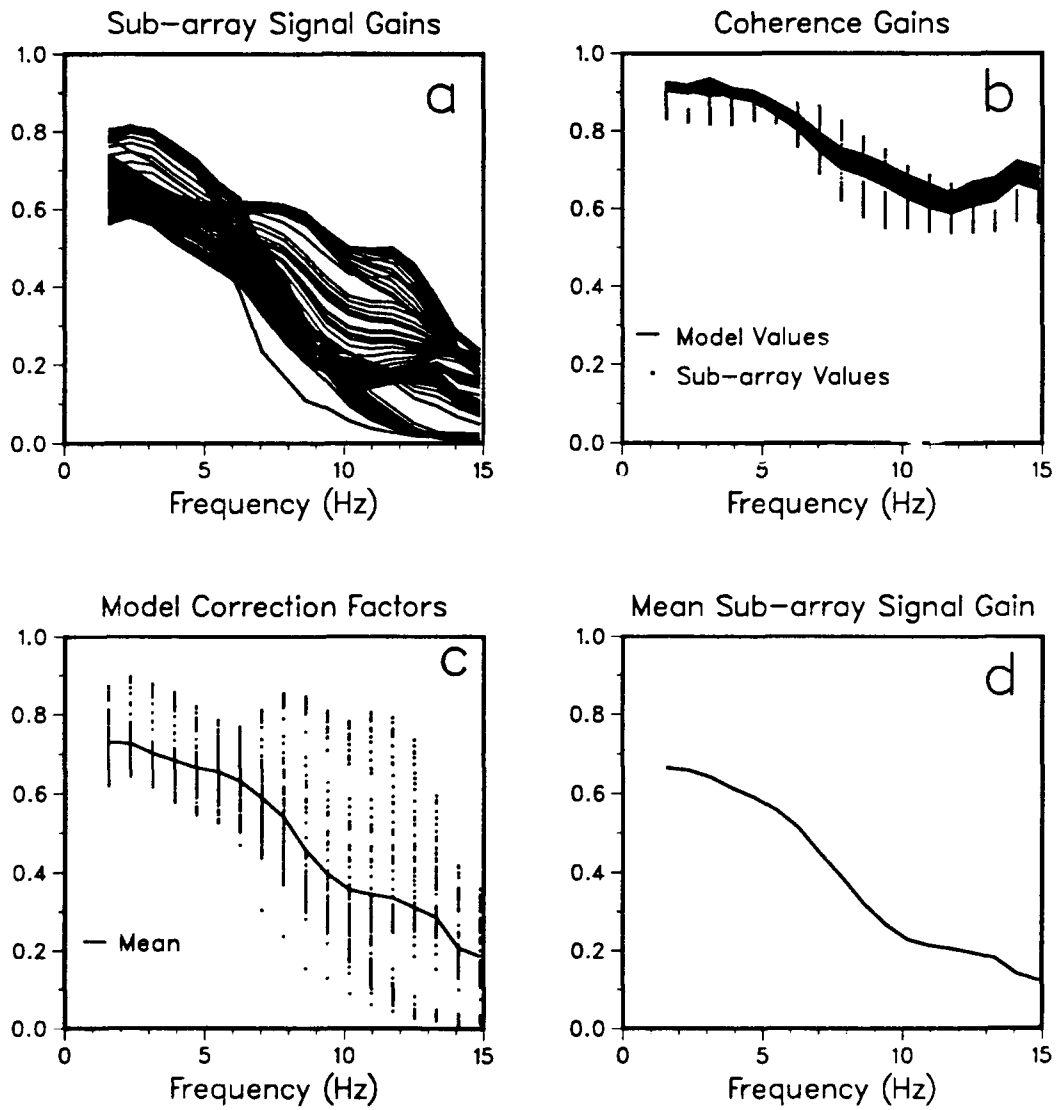 Sub-array Signal Gains
a
1.0
0.8
0.6
0.4
0.2
0.0
0 5 10 15
Frequency (Hz)
Coherence Gains
b
1.0
0.8
0.6
0.4
0.2
0.0
Model Values
Sub-array Values
0 5 10 15
Frequency (Hz)
Model Correction Factors
c
1.0
0.8
0.6
0.4
0.2
0.0
Mean
0 5 10 15
Frequency (Hz)
Mean Sub-array Signal Gain
d
1.0
0.8
0.6
0.4
0.2
0.0
0 5 10 15
Frequency (Hz)